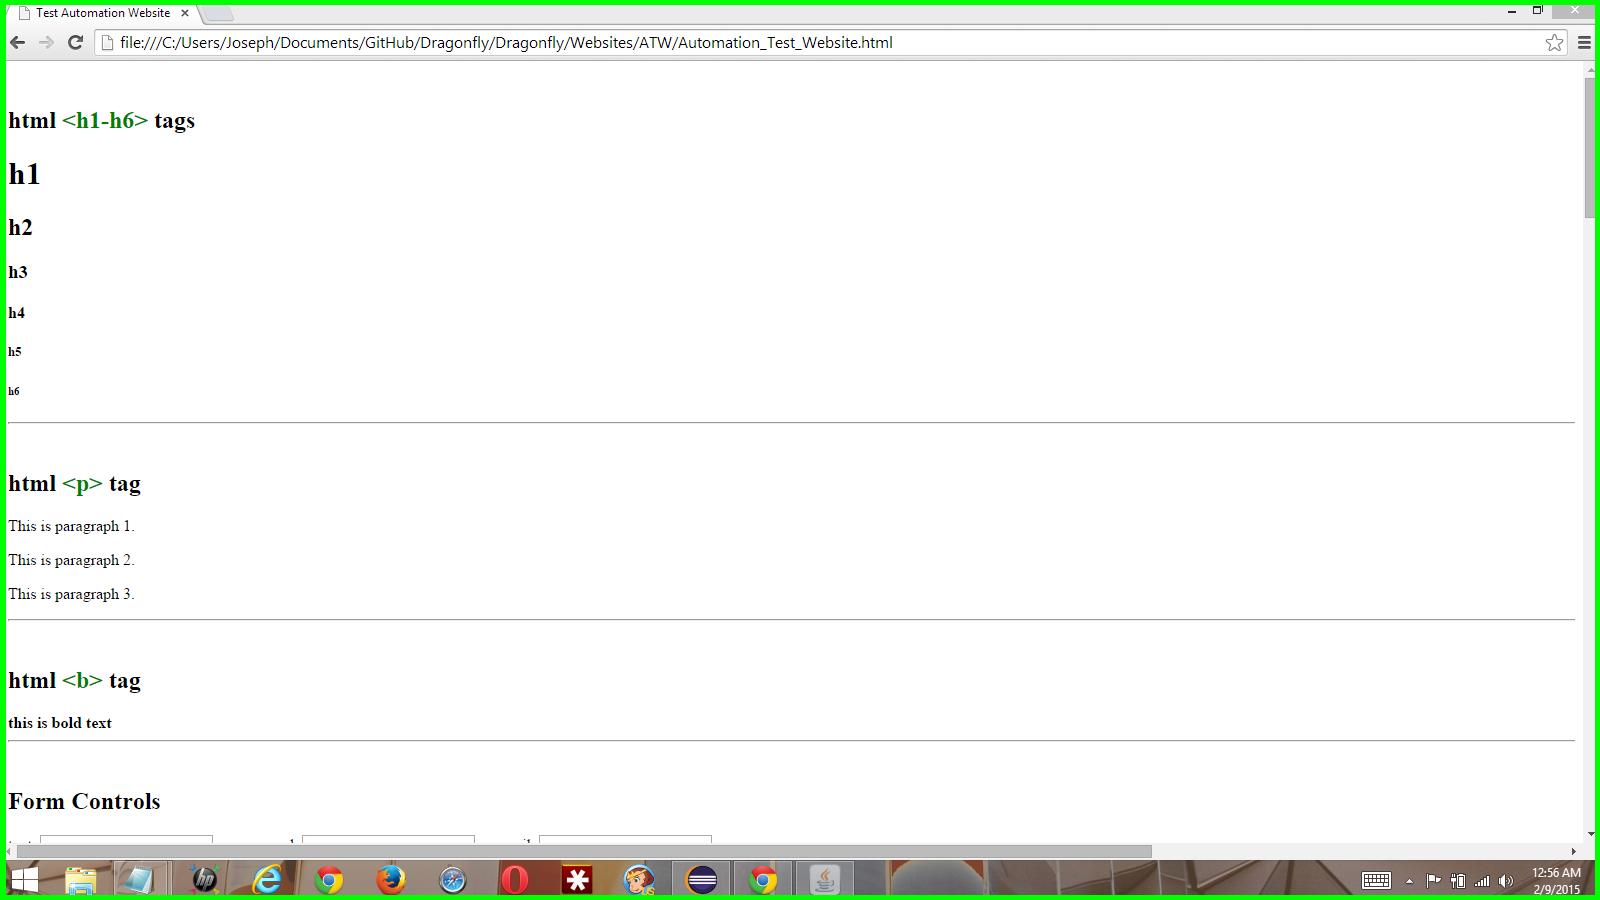 Test Automation Website
file:///C:/Users/Joseph/Documents/GitHub/Dragonfly/Dragonfly/Websites/ATW/Automation_Test_Website.html
html <h1-h6> tags
h1
h2
h3
h4
h5
h6
html <p> tag
This is paragraph 1.
This is paragraph 2.
This is paragraph 3.
html <b> tag
this is bold text
Form Controls
hp
12:56 AM
2/9/2015